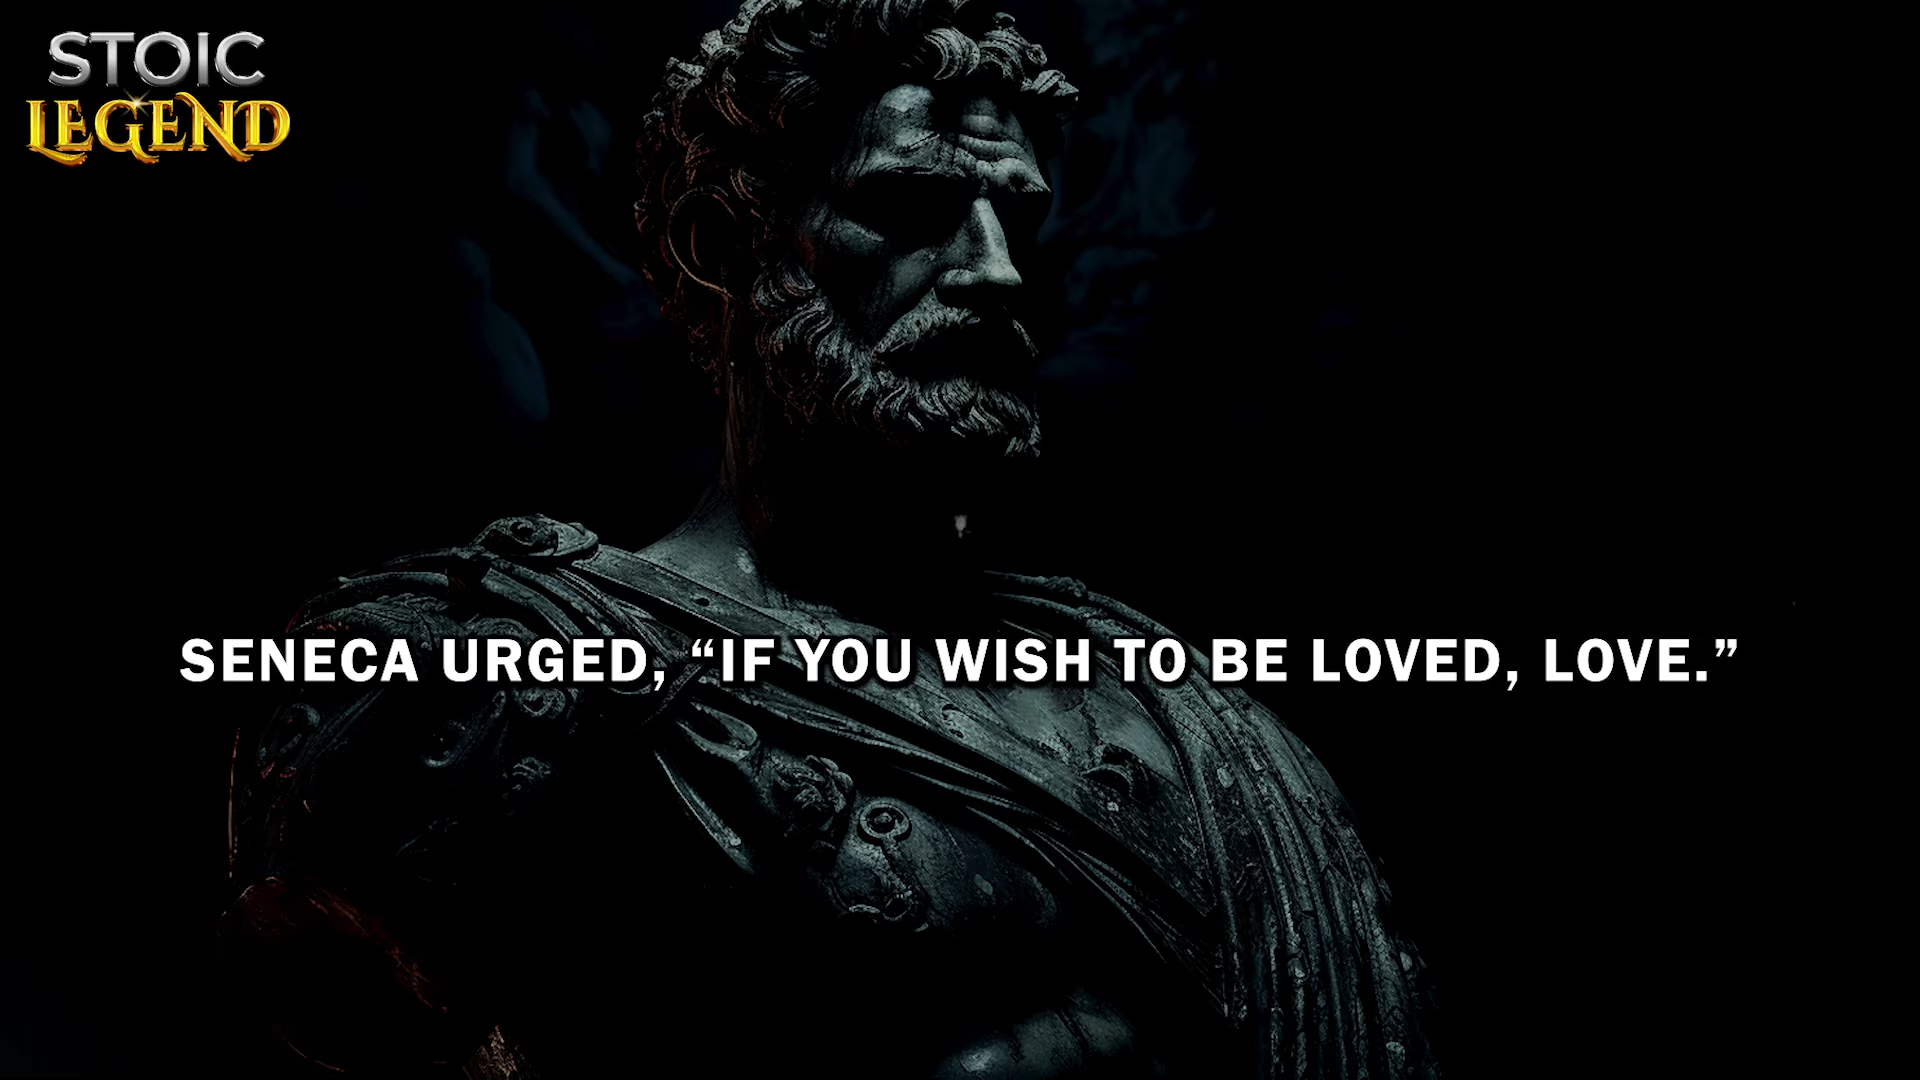 STOIC
LEGEND
SENECA URGED, “IF YOU WISH TO BE LOVED, LOVE.”